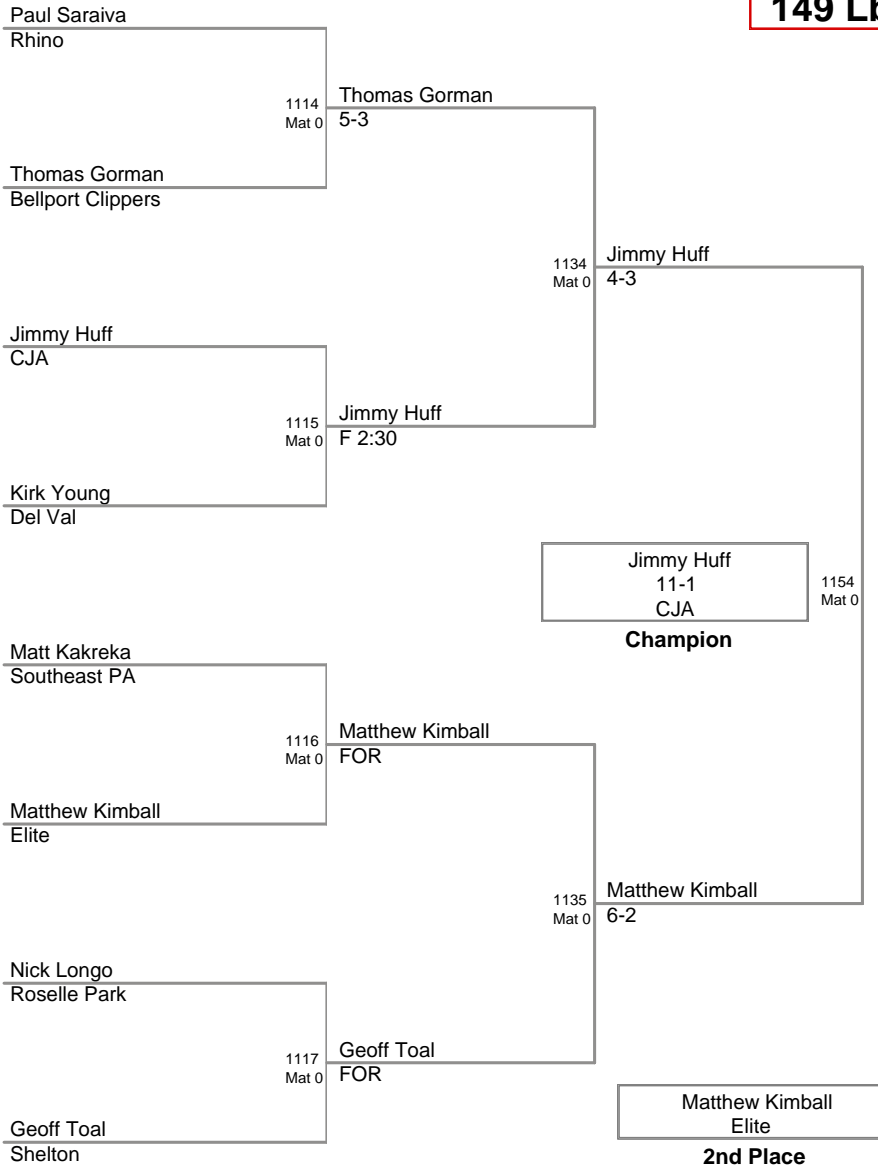 149 Lb
Paul Saraiva
Rhino
1114
Mat 0
Thomas Gorman
5-3
Thomas Gorman
Bellport Clippers
1134
Mat 0
Jimmy Huff
4-3
Jimmy Huff
CJA
1115
Mat 0
Jimmy Huff
F 2:30
Kirk Young
Del Val
Jimmy Huff
11-1
CJA
Champion
1154
Mat 0
Matt Kakreka
Southeast PA
1116
Mat 0
Matthew Kimball
FOR
Matthew Kimball
Elite
1135
Mat 0
Matthew Kimball
6-2
Nick Longo
Roselle Park
1117
Mat 0
Geoff Toal
FOR
Geoff Toal
Shelton
Matthew Kimball
Elite
2nd Place